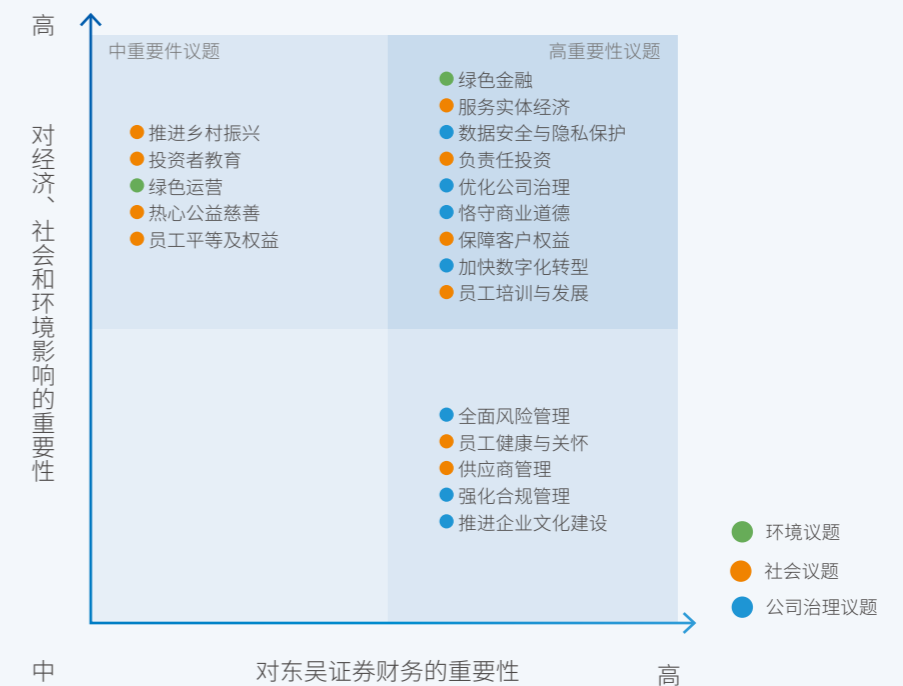 高
对经济、社会和环境影响的重要性
中重要件议题
推进乡村振兴
投资者教育
绿色运营
热心公益慈善
员工平等及权益
高重要性议题
绿色金融
服务实体经济
数据安全与隐私保护
负责任投资
优化公司治理
恪守商业道德
保障客户权益
加快数字化转型
员工培训与发展
全面风险管理
员工健康与关怀
供应商管理
强化合规管理
推进企业文化建设
环境议题
社会议题
公司治理议题
中
对东吴证券财务的重要性
高